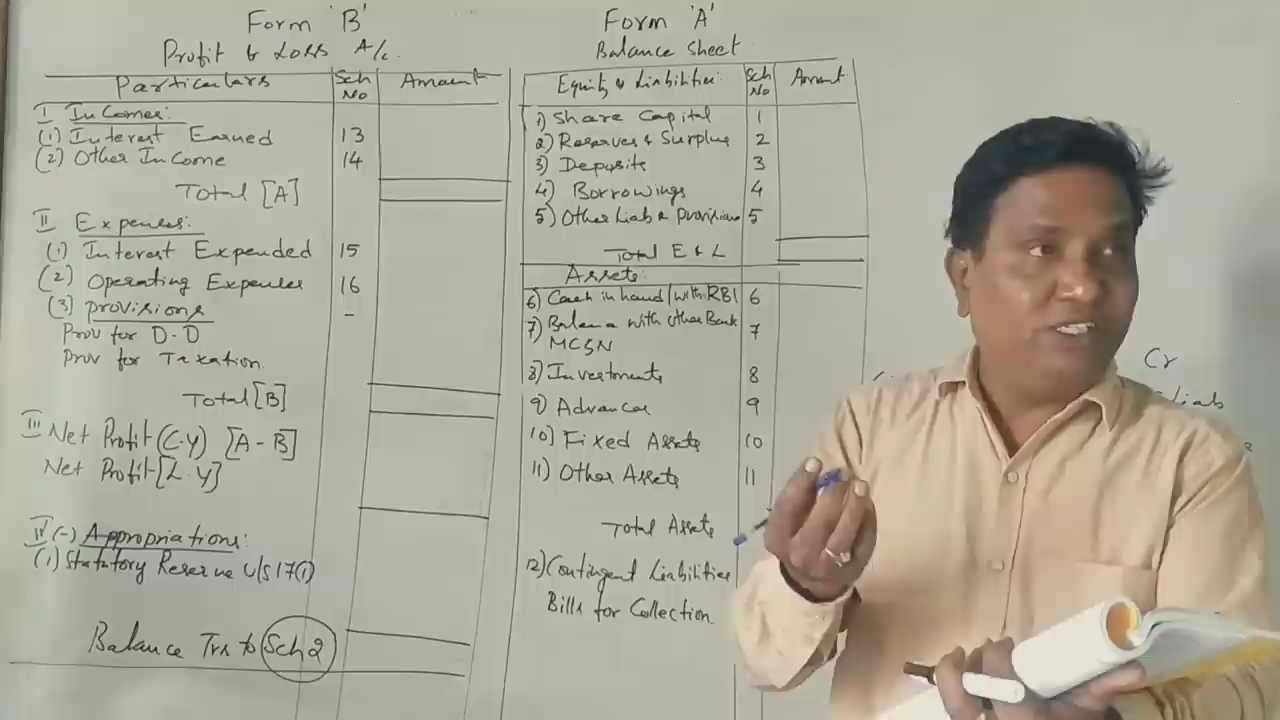 Form 'B'
Profit & Loss A/c
Particulars Sch No Amount
I Incomes:
(1) Interest Earned 13
(2) Other Income 14
Total [A]
II Expenses:
(1) Interest Expended 15
(2) Operating Expenses 16
(3) Provisions -
Prov for D.D
Prov for Taxation.
Total [B]
III Net Profit (C.Y) [A-B]
Net Profit [L.Y]
IV (-) Appropriations:
(1) Statutory Reserve U/S 17(1)
Balance Trs to Sch 2
Form 'A'
Balance Sheet
Equity & Liabilities: Sch No Amount
1) Share Capital 1
2) Reserves & Surplus 2
3) Deposits 3
4) Borrowings 4
5) Other Liab & Provisions 5
Total E & L
Assets:
6) Cash in hand/with RBI 6
7) Balance with other Bank 7
MCSN
8) Investments 8
9) Advances 9
10) Fixed Assets 10
11) Other Assets 11
Total Assets
12) Contingent Liabilities
Bills for Collection
Cr
Liab